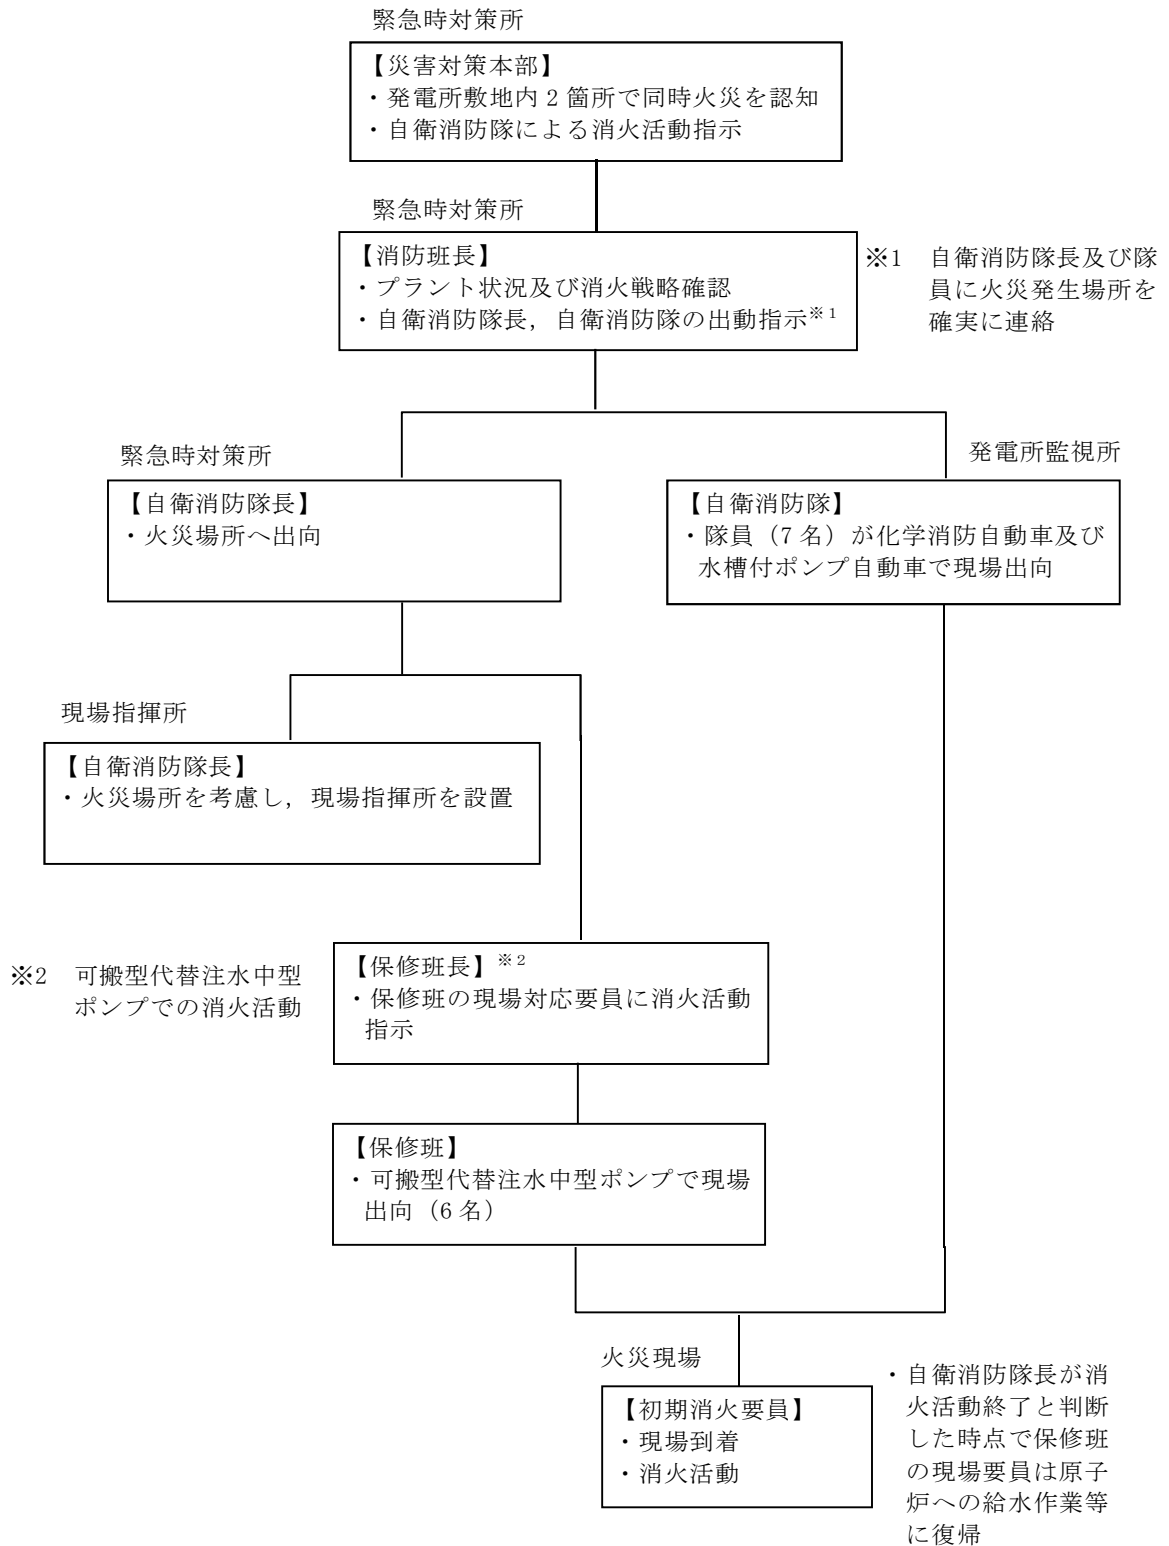 緊急時対策所
【災害対策本部】
・発電所敷地内2箇所で同時火災を認知
・自衛消防隊による消火活動指示
緊急時対策所
【消防班長】
・プラント状況及び消火戦略確認
・自衛消防隊長，自衛消防隊の出動指示※1
※1 自衛消防隊長及び隊
員に火災発生場所を
確実に連絡
緊急時対策所
【自衛消防隊長】
・火災場所へ出向
発電所監視所
【自衛消防隊】
・隊員（7名）が化学消防自動車及び
水槽付ポンプ自動車で現場出向
現場指揮所
【自衛消防隊長】
・火災場所を考慮し，現場指揮所を設置
※2 可搬型代替注水中型
ポンプでの消火活動
【保修班長】※2
・保修班の現場対応要員に消火活動
指示
【保修班】
・可搬型代替注水中型ポンプで現場
出向（6名）
火災現場
【初期消火要員】
・現場到着
・消火活動
・自衛消防隊長が消
火活動終了と判断
した時点で保修班
の現場要員は原子
炉への給水作業等
に復帰